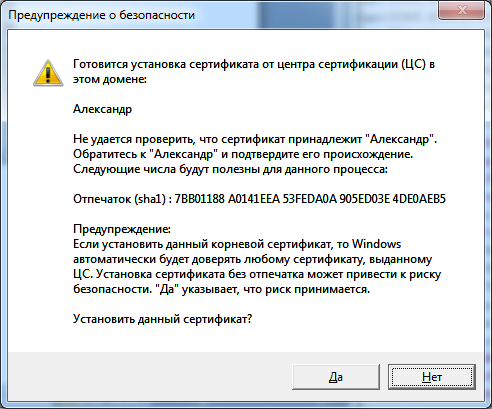 Предупреждение о безопасности
Готовится установка сертификата от центра сертификации (ЦС) в
этом домене:
Александр
Не удается проверить, что сертификат принадлежит "Александр".
Обратитесь к "Александр" и подтвердите его происхождение.
Следующие числа будут полезны для данного процесса:
Отпечаток (sha1) : 7BB01188 A0141EEA 53FEDA0A 905ED03E 4DE0AEB5
Предупреждение:
Если установить данный корневой сертификат, то Windows
автоматически будет доверять любому сертификату, выданному
ЦС. Установка сертификата без отпечатка может привести к риску
безопасности. "Да" указывает, что риск принимается.
Установить данный сертификат?
Да
Нет